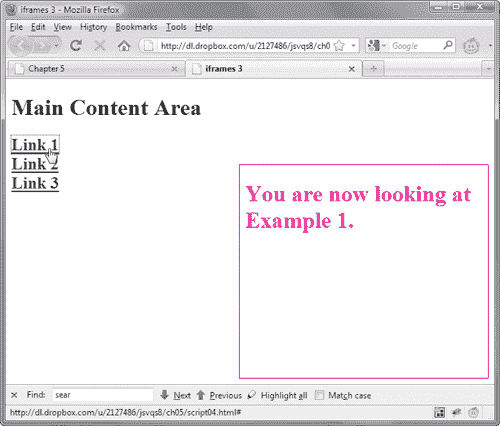 iframes 3 - Mozilla Firefox
File Edit View History Bookmarks Tools Help
http://dl.dropbox.com/u/2127486/jsvqs8/ch0
Google
Chapter 5
iframes 3
Main Content Area
Link 1
Link 2
Link 3
You are now looking at
Example 1.
Find: sear Next Previous Highlight all Match case
http://dl.dropbox.com/u/2127486/jsvqs8/ch05/script04.html#